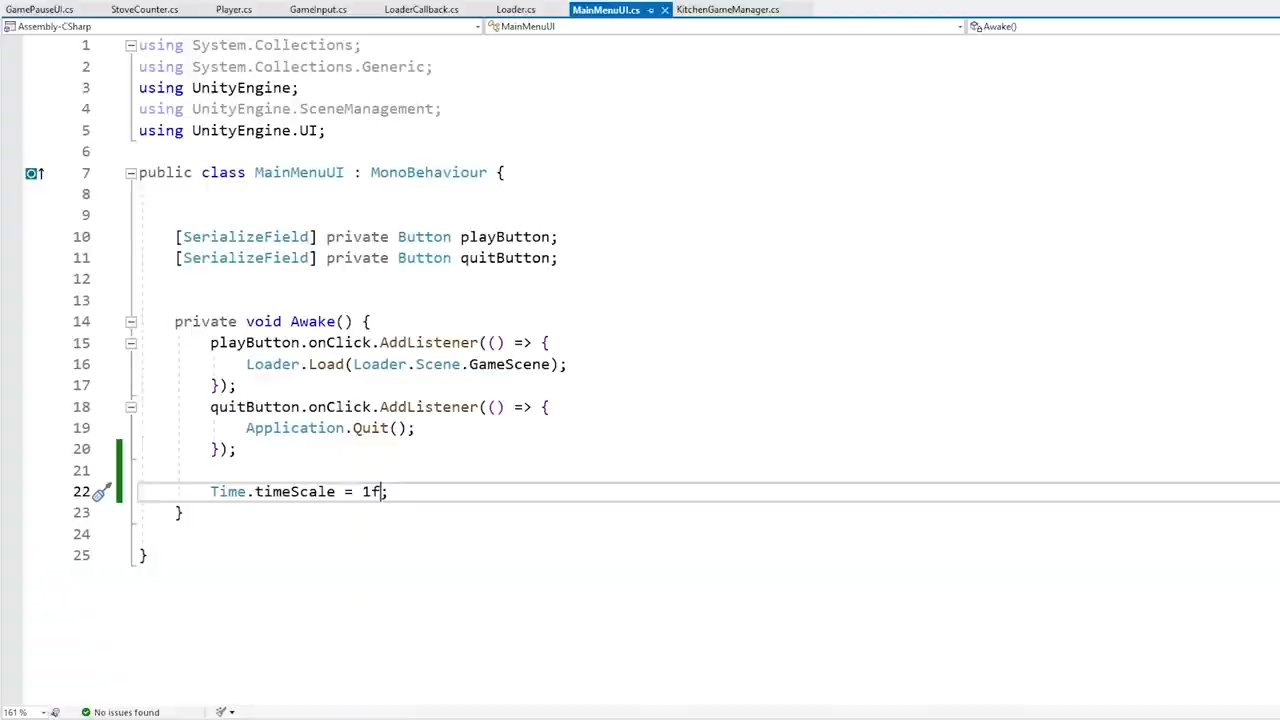 GamePauseUI.cs StoveCounter.cs Player.cs GameInput.cs LoaderCallback.cs Loader.cs MainMenuUI.cs KitchenGameManager.cs
Assembly-CSharp MainMenuUI Awake()
1 using System.Collections;
2 using System.Collections.Generic;
3 using UnityEngine;
4 using UnityEngine.SceneManagement;
5 using UnityEngine.UI;
6
7 public class MainMenuUI : MonoBehaviour {
8
9
10 [SerializeField] private Button playButton;
11 [SerializeField] private Button quitButton;
12
13
14 private void Awake() {
15 playButton.onClick.AddListener(() => {
16 Loader.Load(Loader.Scene.GameScene);
17 });
18 quitButton.onClick.AddListener(() => {
19 Application.Quit();
20 });
21
22 Time.timeScale = 1f;
23 }
24
25 }
161 % No issues found